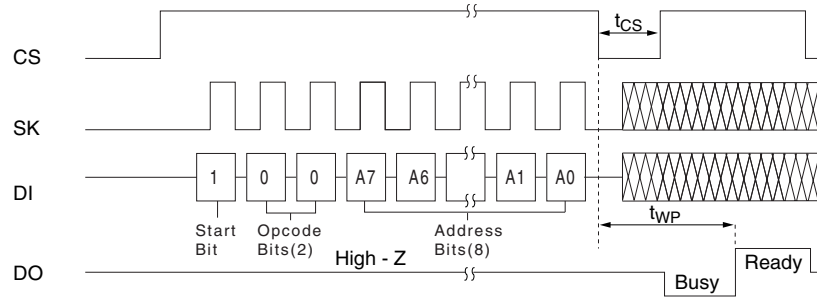 CS
tCS
SK
DI
1 0 0 A7 A6 A1 A0
Start
Bit
Opcode
Bits(2)
Address
Bits(8)
tWP
High - Z
DO
Busy
Ready